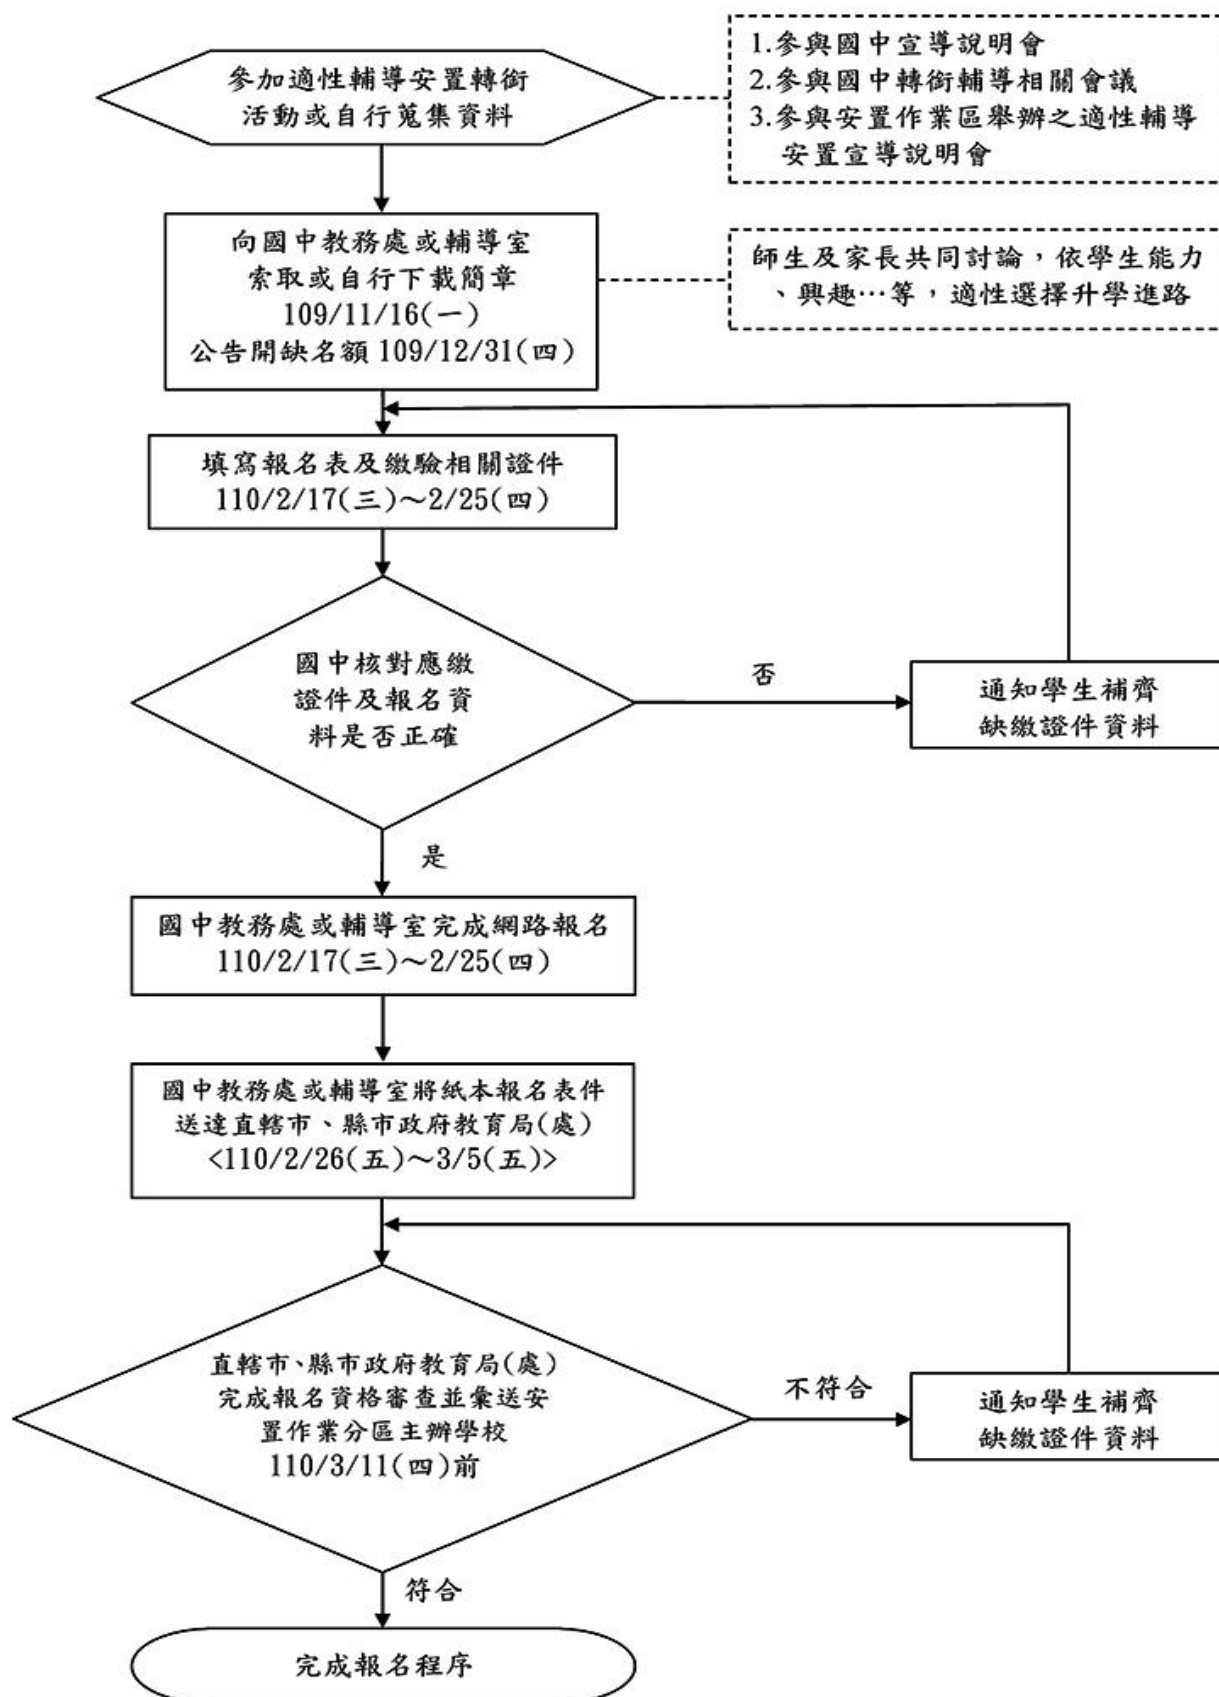 參加適性輔導安置轉銜
活動或自行蒐集資料
1.參與國中宣導說明會
2.參與國中轉銜輔導相關會議
3.參與安置作業區舉辦之適性輔導
安置宣導說明會
向國中教務處或輔導室
索取或自行下載簡章
109/11/16(一)
公告開缺名額 109/12/31(四)
師生及家長共同討論，依學生能力
、興趣…等，適性選擇升學進路
填寫報名表及繳驗相關證件
110/2/17(三)～2/25(四)
國中核對應繳
證件及報名資
料是否正確
否
通知學生補齊
缺繳證件資料
是
國中教務處或輔導室完成網路報名
110/2/17(三)～2/25(四)
國中教務處或輔導室將紙本報名表件
送達直轄市、縣市政府教育局(處)
<110/2/26(五)～3/5(五)>
直轄市、縣市政府教育局(處)
完成報名資格審查並彙送安
置作業分區主辦學校
110/3/11(四)前
不符合
通知學生補齊
缺繳證件資料
符合
完成報名程序